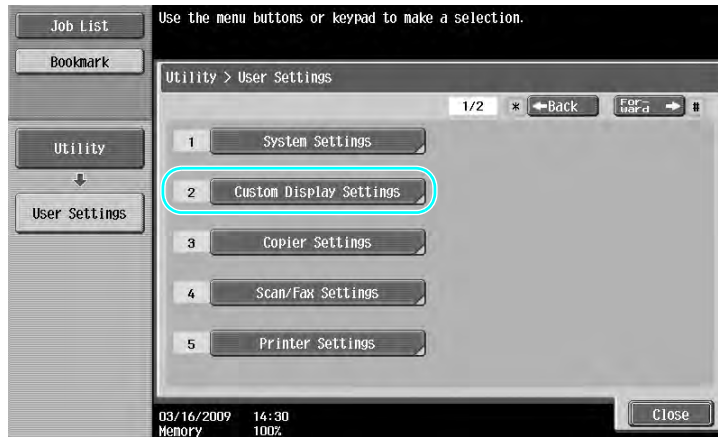 Job List
Bookmark
Utility
User Settings
Use the menu buttons or keypad to make a selection.
Utility > User Settings
1/2 * ←Back For-ward → #
1 System Settings
2 Custom Display Settings
3 Copier Settings
4 Scan/Fax Settings
5 Printer Settings
03/16/2009 14:30
Memory 100%
Close